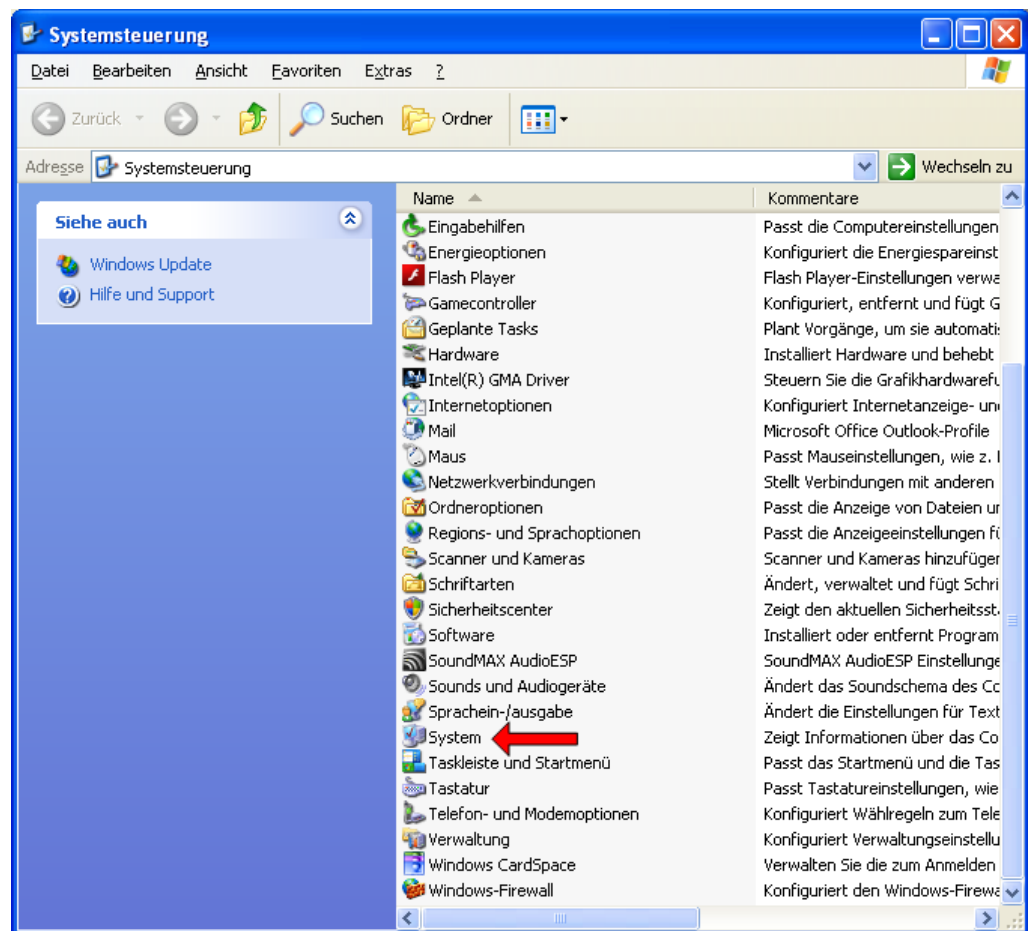 Systemsteuerung
Datei Bearbeiten Ansicht Favoriten Extras ?
Zurück Suchen Ordner
Adresse Systemsteuerung Wechseln zu
Siehe auch
Windows Update
Hilfe und Support
Name Kommentare
Eingabehilfen Passt die Computereinstellungen
Energieoptionen Konfiguriert die Energiespareinst
Flash Player Flash Player-Einstellungen verwa
Gamecontroller Konfiguriert, entfernt und fügt G
Geplante Tasks Plant Vorgänge, um sie automatis
Hardware Installiert Hardware und behebt
Intel(R) GMA Driver Steuern Sie die Grafikhardwarefu
Internetoptionen Konfiguriert Internetanzeige- und
Mail Microsoft Office Outlook-Profile
Maus Passt Mauseinstellungen, wie z. B
Netzwerkverbindungen Stellt Verbindungen mit anderen
Ordneroptionen Passt die Anzeige von Dateien un
Regions- und Sprachoptionen Passt die Anzeigeeinstellungen fü
Scanner und Kameras Scanner und Kameras hinzufügen
Schriftarten Ändert, verwaltet und fügt Schri
Sicherheitscenter Zeigt den aktuellen Sicherheitsst
Software Installiert oder entfernt Program
SoundMAX AudioESP SoundMAX AudioESP Einstellunge
Sounds und Audiogeräte Ändert das Soundschema des Co
Sprachein-/ausgabe Ändert die Einstellungen für Text
System Zeigt Informationen über das Co
Taskleiste und Startmenü Passt das Startmenü und die Tas
Tastatur Passt Tastatureinstellungen, wie
Telefon- und Modemoptionen Konfiguriert Wählregeln zum Tele
Verwaltung Konfiguriert Verwaltungseinstellu
Windows CardSpace Verwalten Sie die zum Anmelden
Windows-Firewall Konfiguriert den Windows-Firewa